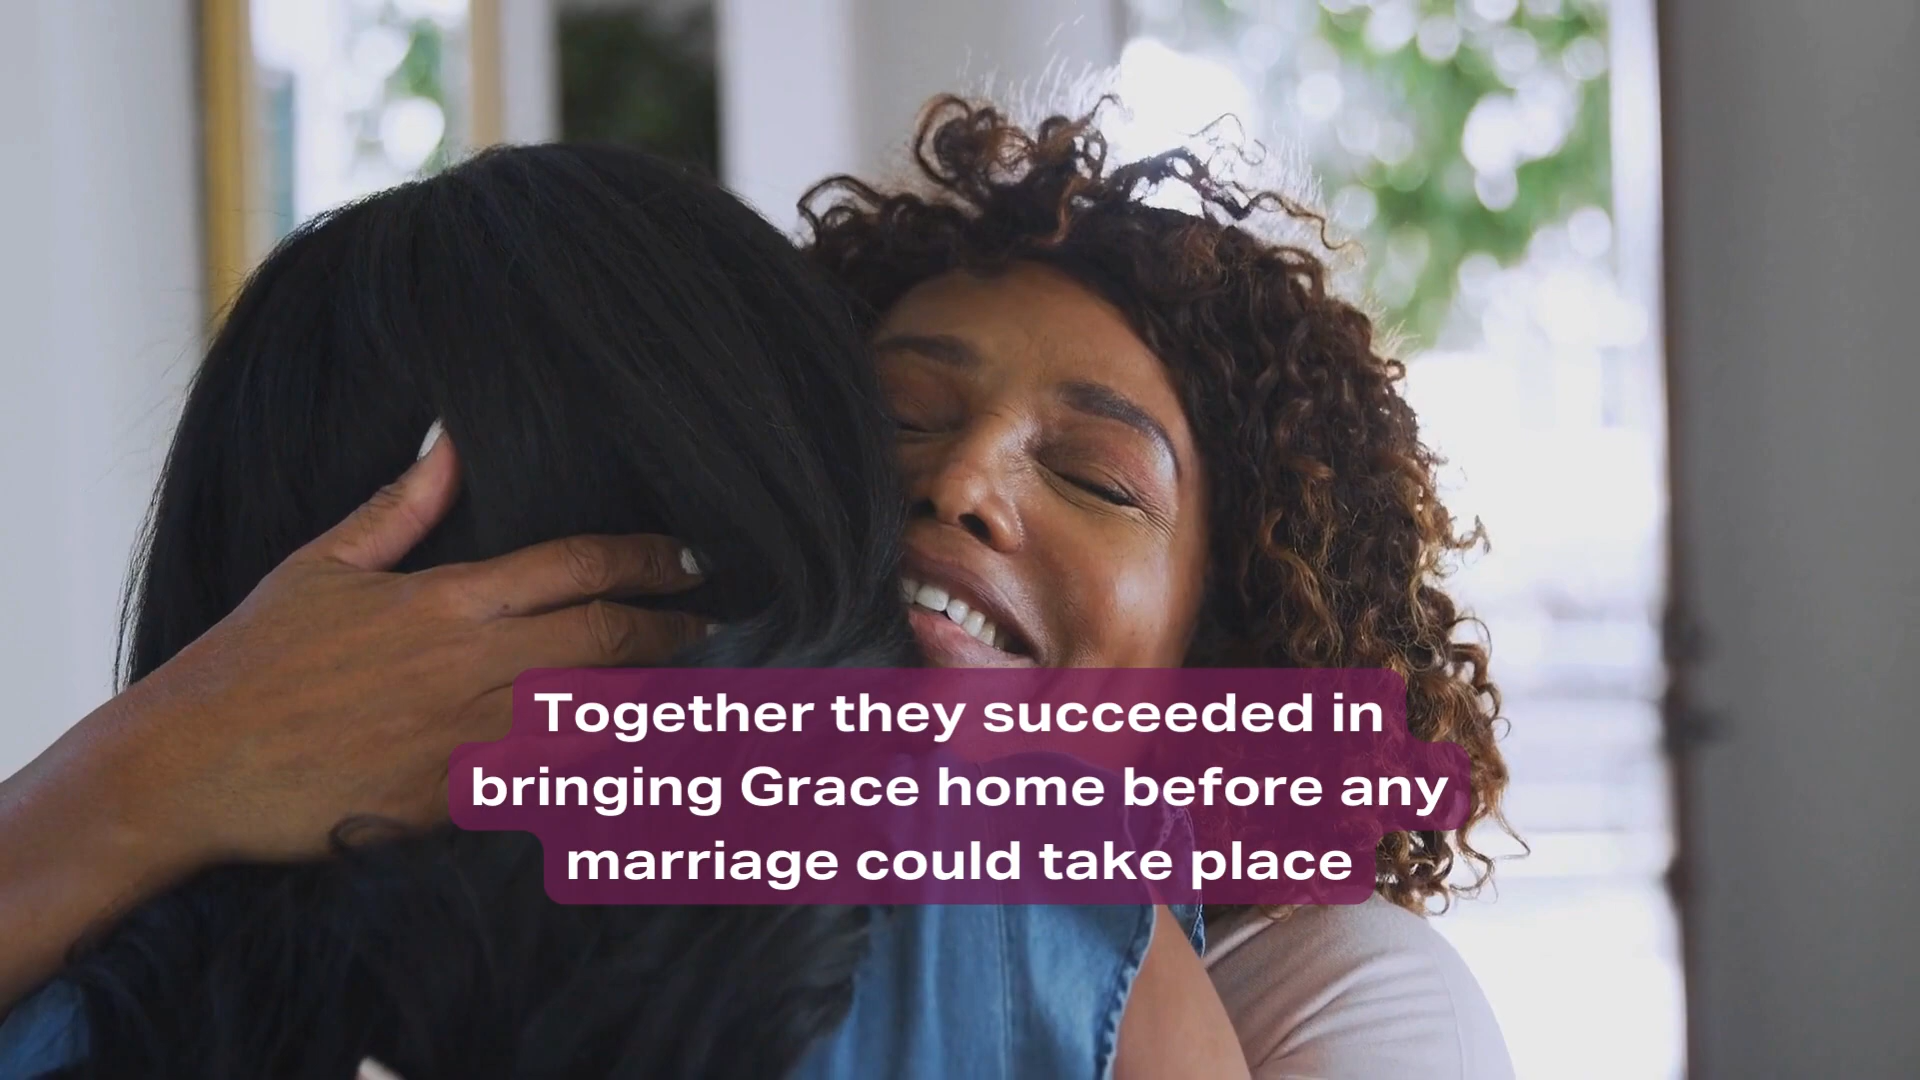 Together they succeeded in
bringing Grace home before any
marriage could take place